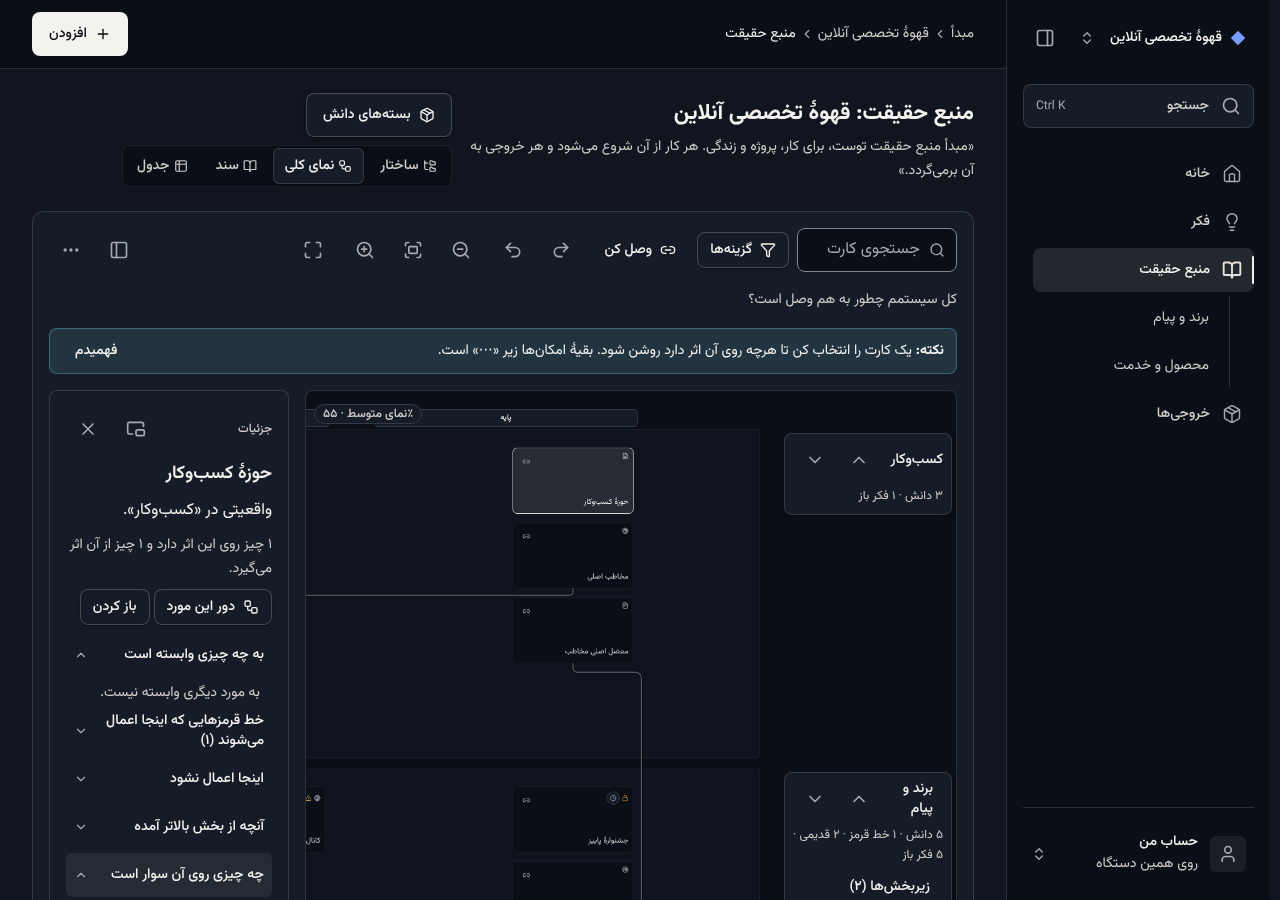 قهوهٔ تخصصی آنلاین
جستجو
Ctrl K
خانه
فکر
منبع حقیقت
برند و پیام
محصول و خدمت
خروجی‌ها
حساب من
روی همین دستگاه
مبدأ › قهوهٔ تخصصی آنلاین › منبع حقیقت
افزودن
منبع حقیقت: قهوهٔ تخصصی آنلاین
«مبدأ منبع حقیقت توست، برای کار، پروژه و زندگی. هر کار از آن شروع می‌شود و هر خروجی به
آن برمی‌گردد.»
بسته‌های دانش
ساختار
نمای کلی
سند
جدول
جستجوی کارت
گزینه‌ها
وصل کن
کل سیستمم چطور به هم وصل است؟
نکته: یک کارت را انتخاب کن تا هرچه روی آن اثر دارد روشن شود. بقیهٔ امکان‌ها زیر «···» است.
فهمیدم
پایه
نمای متوسط · ۵۵٪
کسب‌وکار
۳ دانش · ۱ فکر باز
حوزهٔ کسب‌وکار
مخاطب اصلی
معضل اصلی مخاطب
برند و
پیام
۵ دانش · ۱ خط قرمز · ۲ قدیمی ·
۵ فکر باز
زیربخش‌ها (۲)
جشنوارهٔ پاییز
کانال
جزئیات
حوزهٔ کسب‌وکار
واقعیتی در «کسب‌وکار».
۱ چیز روی این اثر دارد و ۱ چیز از آن اثر
می‌گیرد.
دور این مورد
باز کردن
به چه چیزی وابسته است
به مورد دیگری وابسته نیست.
خط قرمزهایی که اینجا اعمال
می‌شوند (۱)
اینجا اعمال نشود
آنچه از بخش بالاتر آمده
چه چیزی روی آن سوار است